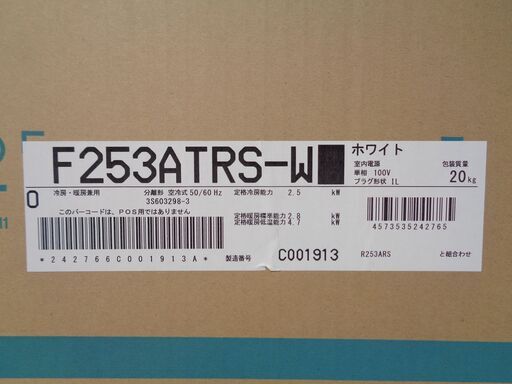 F253ATRS-W
ホワイト
室内電源
単相 100V
プラグ形状 IL
包装質量
20kg
冷房・暖房兼用 分離形 空冷式 50/60 Hz 定格冷房能力 2.5 kW
3S603298-3
このバーコードは、POS用ではありません
定格暖房標準能力 2.8 kW
定格暖房低温能力 4.7 kW
*242766C001913A*
製造番号 C001913
4573535242765
R253ARS と組合わせ